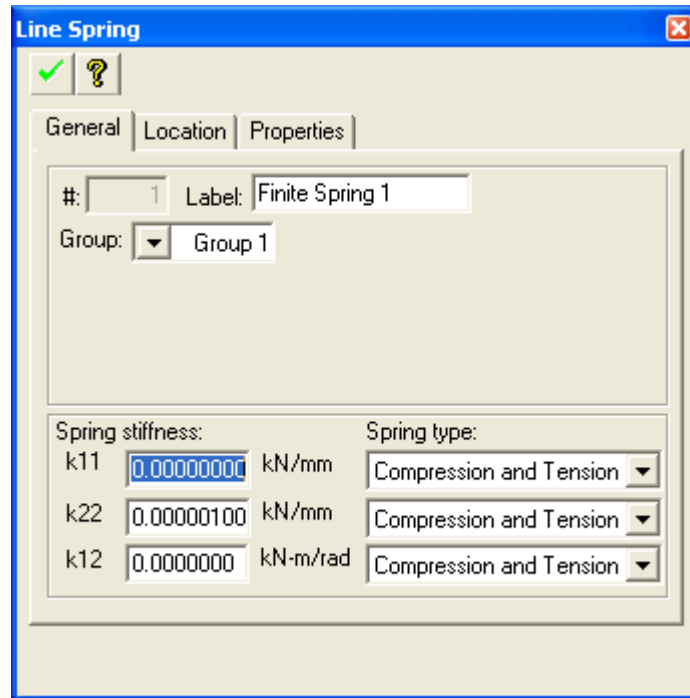 Line Spring
General Location Properties
#: 1 Label: Finite Spring 1
Group: Group 1
Spring stiffness: Spring type:
k11 0.00000000 kN/mm Compression and Tension
k22 0.00000100 kN/mm Compression and Tension
k12 0.0000000 kN-m/rad Compression and Tension